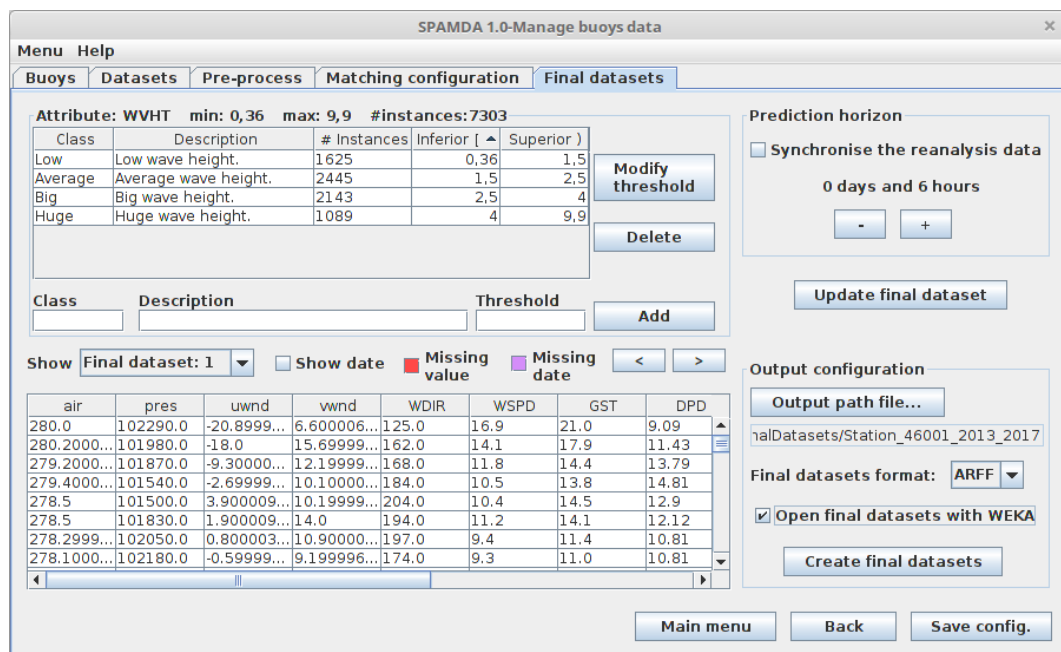 SPAMDA 1.0-Manage buoys data
Menu Help
Buoys Datasets Pre-process Matching configuration Final datasets
Attribute: WVHT min: 0,36 max: 9,9 #instances:7303
Class Description # Instances Inferior [ Superior )
Low Low wave height. 1625 0,36 1,5
Average Average wave height. 2445 1,5 2,5
Big Big wave height. 2143 2,5 4
Huge Huge wave height. 1089 4 9,9
Modify
threshold
Delete
Class Description Threshold
Add
Prediction horizon
Synchronise the reanalysis data
0 days and 6 hours
- +
Update final dataset
Show Final dataset: 1 Show date Missing
value Missing
date < >
air pres uwnd vwnd WDIR WSPD GST DPD
280.0 102290.0 -20.8999... 6.600006... 125.0 16.9 21.0 9.09
280.2000... 101980.0 -18.0 15.69999... 162.0 14.1 17.9 11.43
279.2000... 101870.0 -9.30000... 12.19999... 168.0 11.8 14.4 13.79
279.4000... 101540.0 -2.69999... 10.10000... 184.0 10.5 13.8 14.81
278.5 101500.0 3.900009... 10.19999... 204.0 10.4 14.5 12.9
278.5 101830.0 1.900009... 14.0 194.0 11.2 14.1 12.12
278.2999... 102050.0 0.800003... 10.90000... 197.0 9.4 11.4 10.81
278.1000... 102180.0 -0.59999... 9.199996... 174.0 9.3 11.0 10.81
Output configuration
Output path file...
nalDatasets/Station_46001_2013_2017
Final datasets format: ARFF
Open final datasets with WEKA
Create final datasets
Main menu Back Save config.